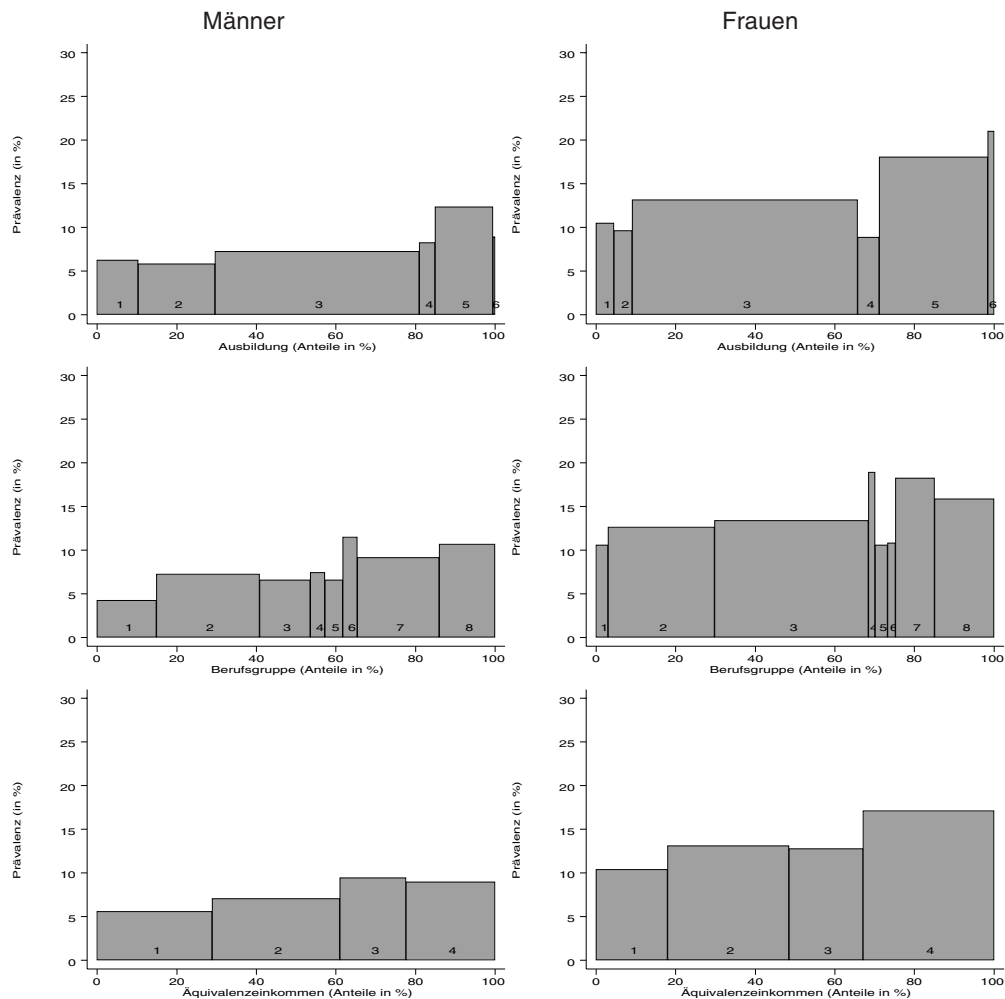 Männer
Frauen
Prävalenz (in %)
30
25
20
15
10
5
0
1 2 3 4 5 6
0 20 40 60 80 100
Ausbildung (Anteile in %)
Prävalenz (in %)
30
25
20
15
10
5
0
1 2 3 4 5 6
0 20 40 60 80 100
Ausbildung (Anteile in %)
Prävalenz (in %)
30
25
20
15
10
5
0
1 2 3 4 5 6 7 8
0 20 40 60 80 100
Berufsgruppe (Anteile in %)
Prävalenz (in %)
30
25
20
15
10
5
0
1 2 3 4 5 6 7 8
0 20 40 60 80 100
Berufsgruppe (Anteile in %)
Prävalenz (in %)
30
25
20
15
10
5
0
1 2 3 4
0 20 40 60 80 100
Äquivalenzeinkommen (Anteile in %)
Prävalenz (in %)
30
25
20
15
10
5
0
1 2 3 4
0 20 40 60 80 100
Äquivalenzeinkommen (Anteile in %)